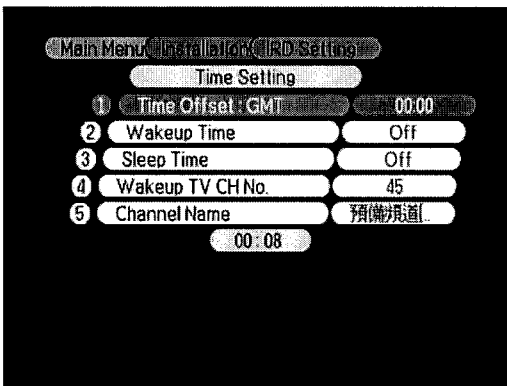 Main Menu Installation IRD Setting
Time Setting
1 Time Offset : GMT 00:00
2 Wakeup Time Off
3 Sleep Time Off
4 Wakeup TV CH No. 45
5 Channel Name 預備頻道[..
00 : 08